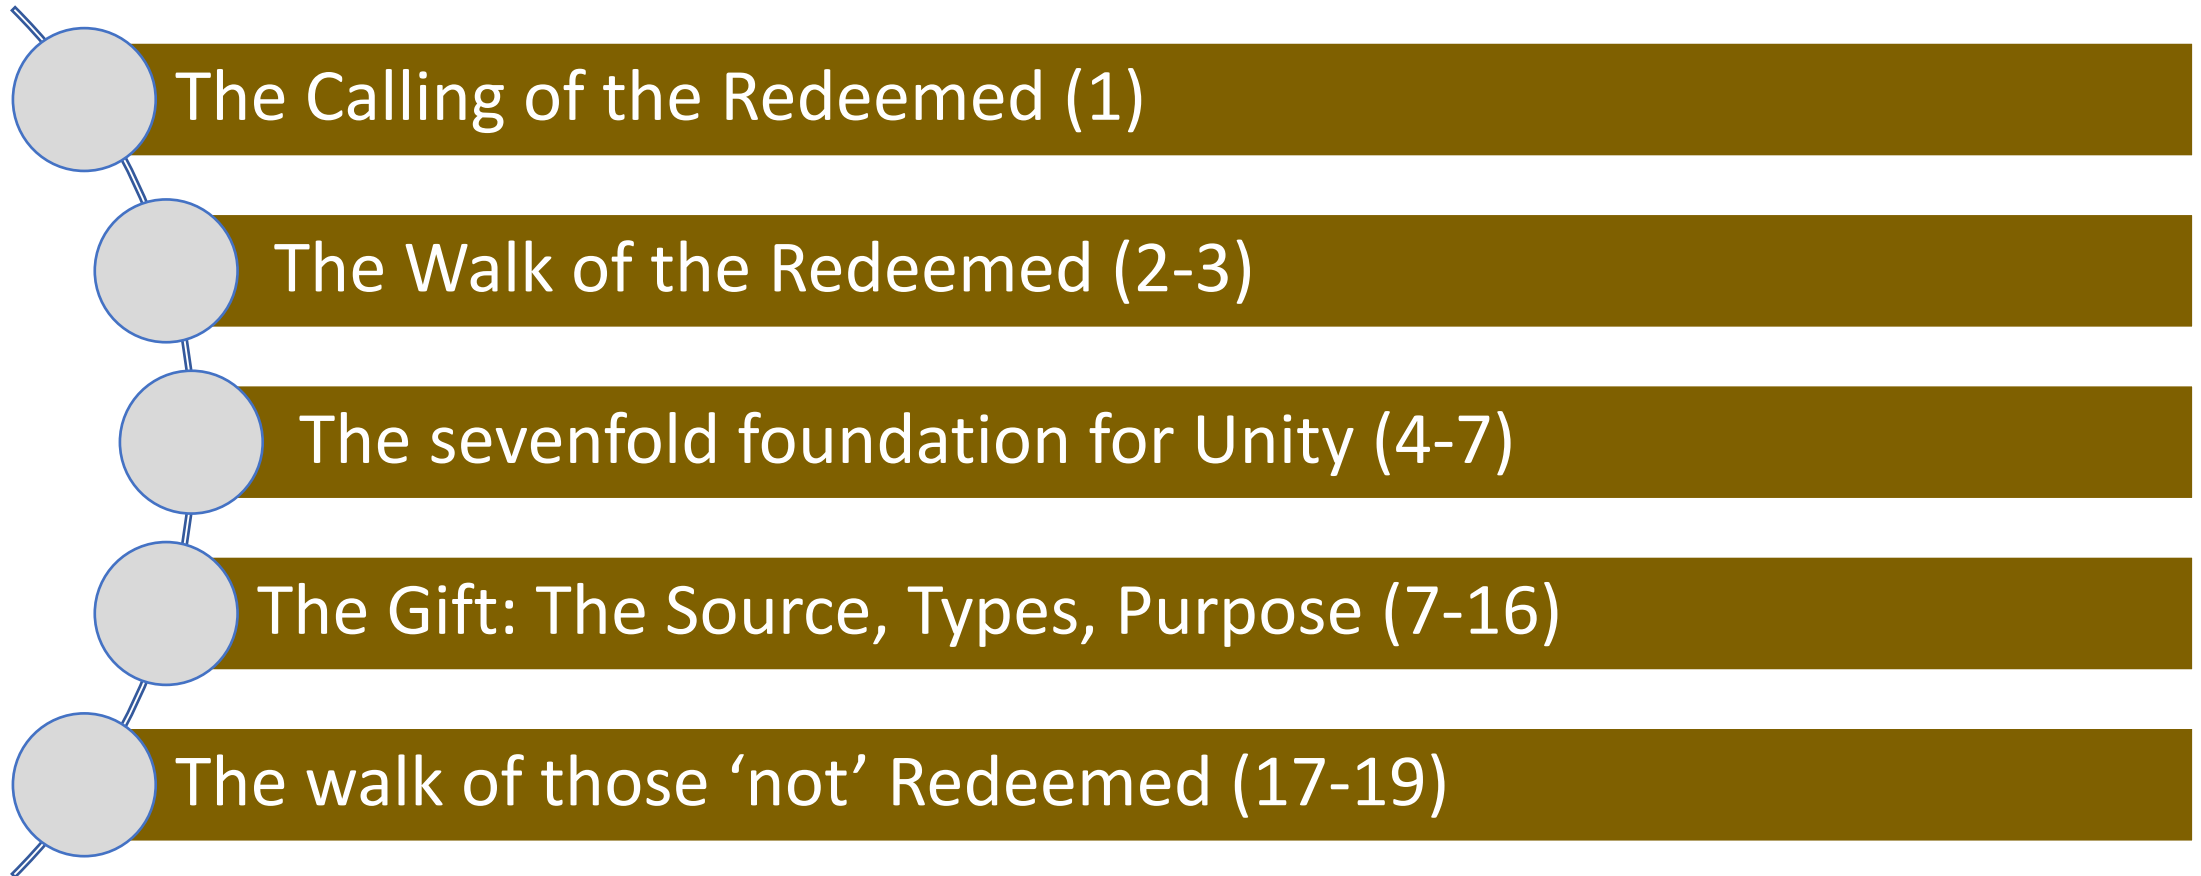 The Calling of the Redeemed (1)
The Walk of the Redeemed (2-3)
The sevenfold foundation for Unity (4-7)
The Gift: The Source, Types, Purpose (7-16)
The walk of those ‘not’ Redeemed (17-19)